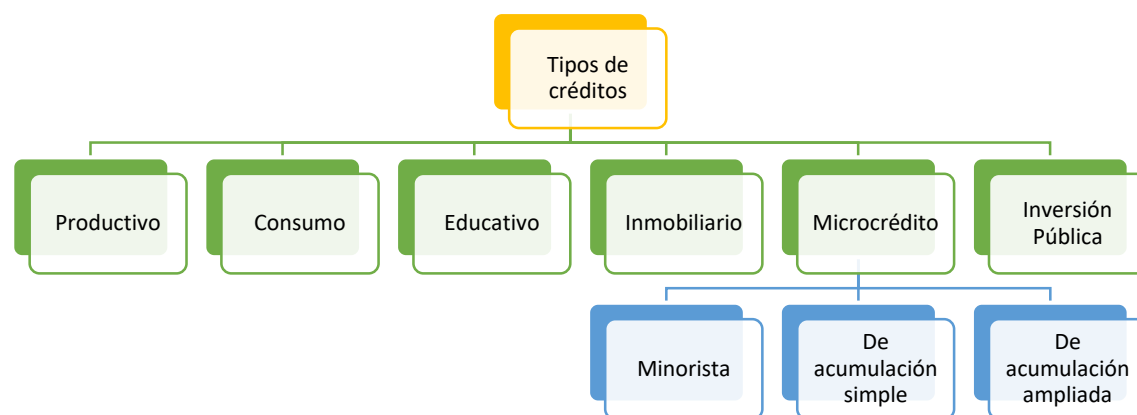 Tipos de
créditos
Productivo
Consumo
Educativo
Inmobiliario
Microcrédito
Inversión
Pública
Minorista
De
acumulación
simple
De
acumulación
ampliada